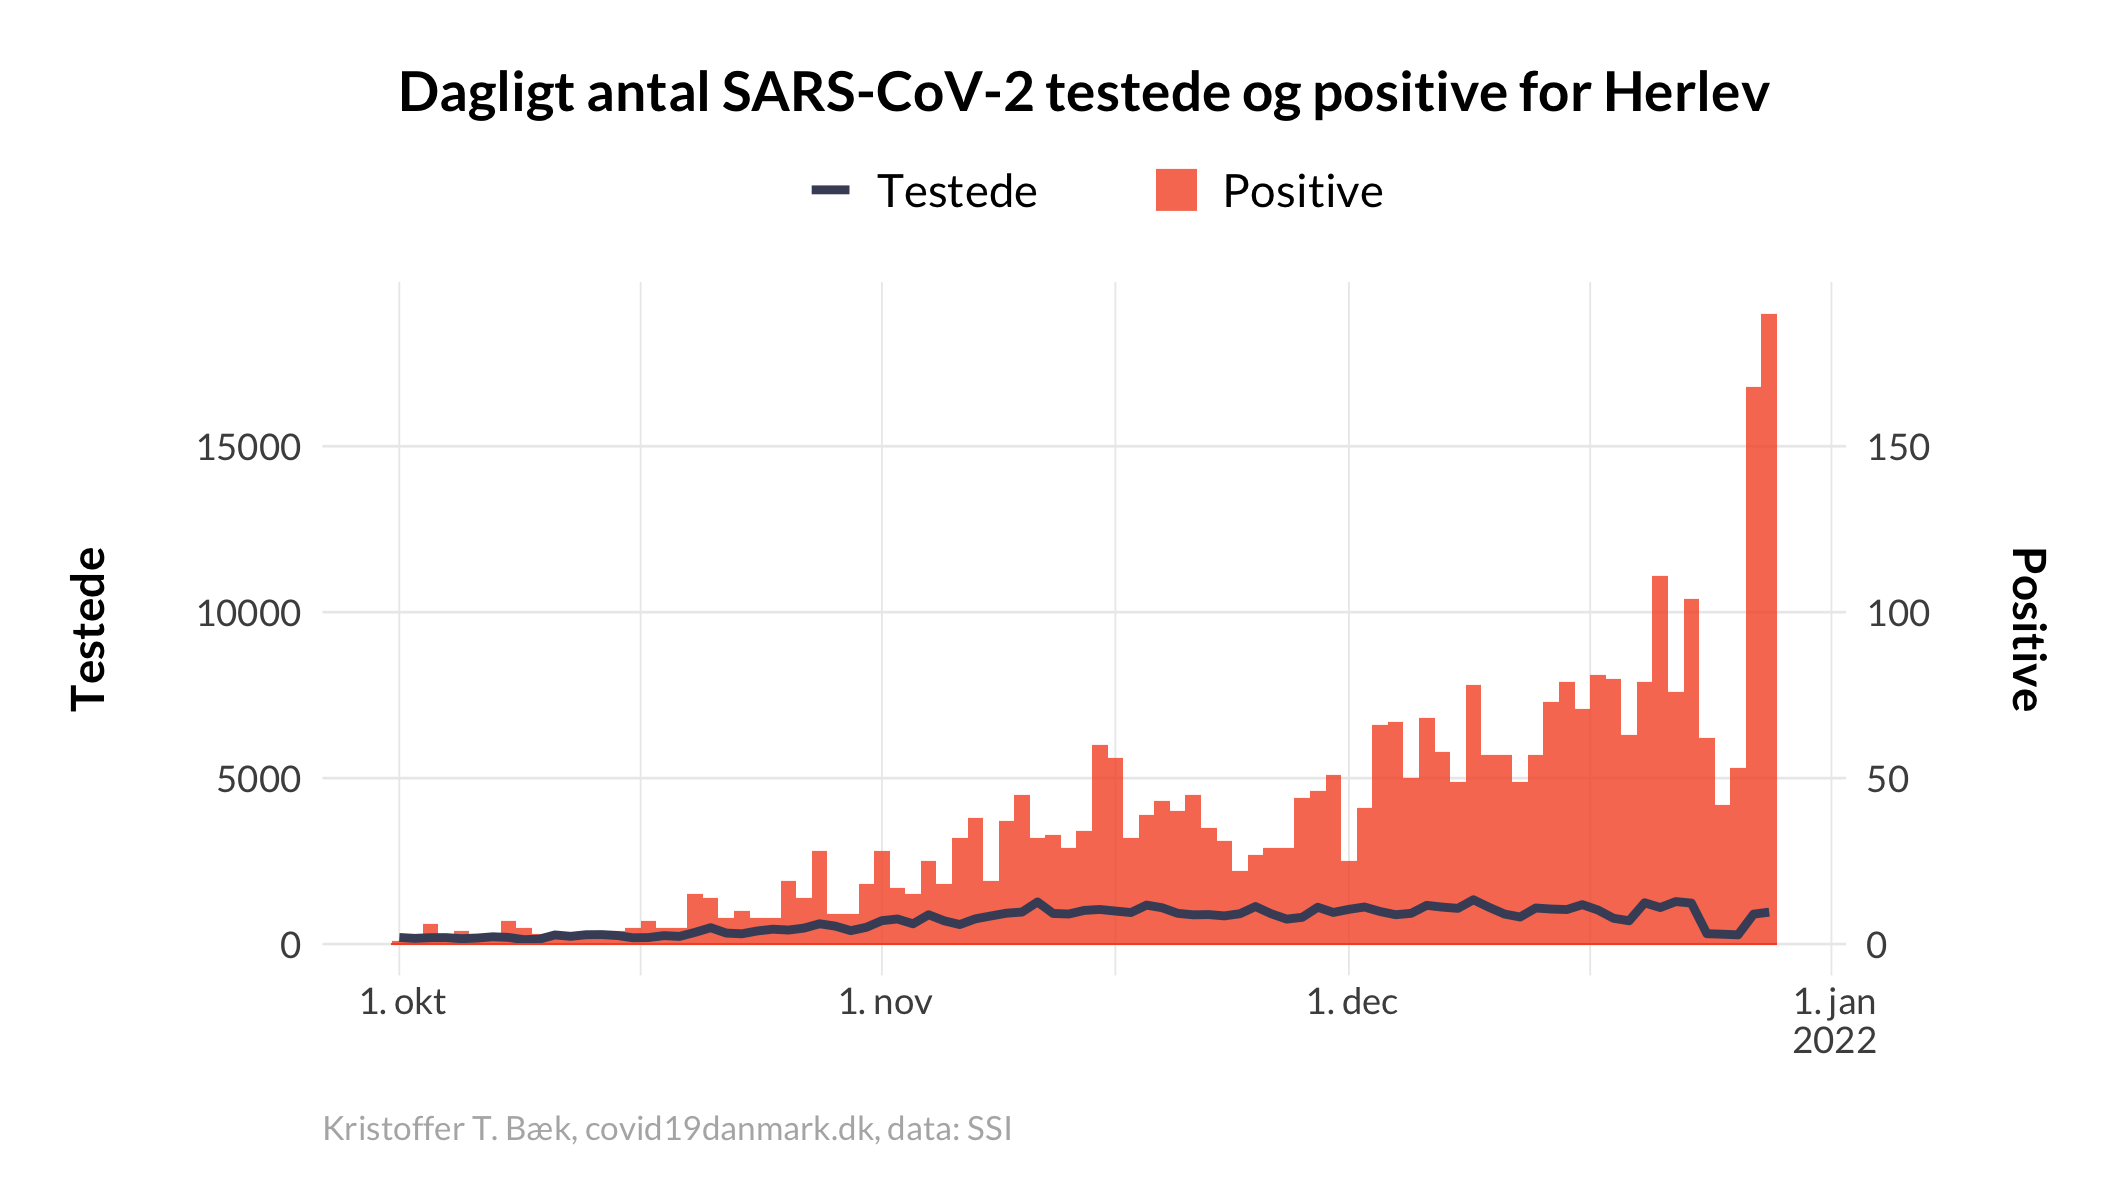 Dagligt antal SARS-CoV-2 testede og positive for Herlev
Testede
Positive
Testede
15000
10000
5000
0
150
100
50
0
Positive
1. okt
1. nov
1. dec
1. jan
2022
Kristoffer T. Bæk, covid19danmark.dk, data: SSI